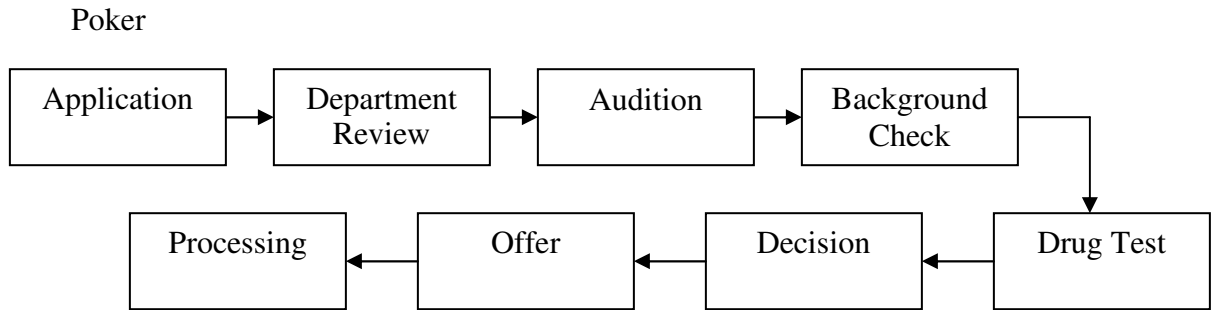 Poker
Application
Department
Review
Audition
Background
Check
Drug Test
Decision
Offer
Processing